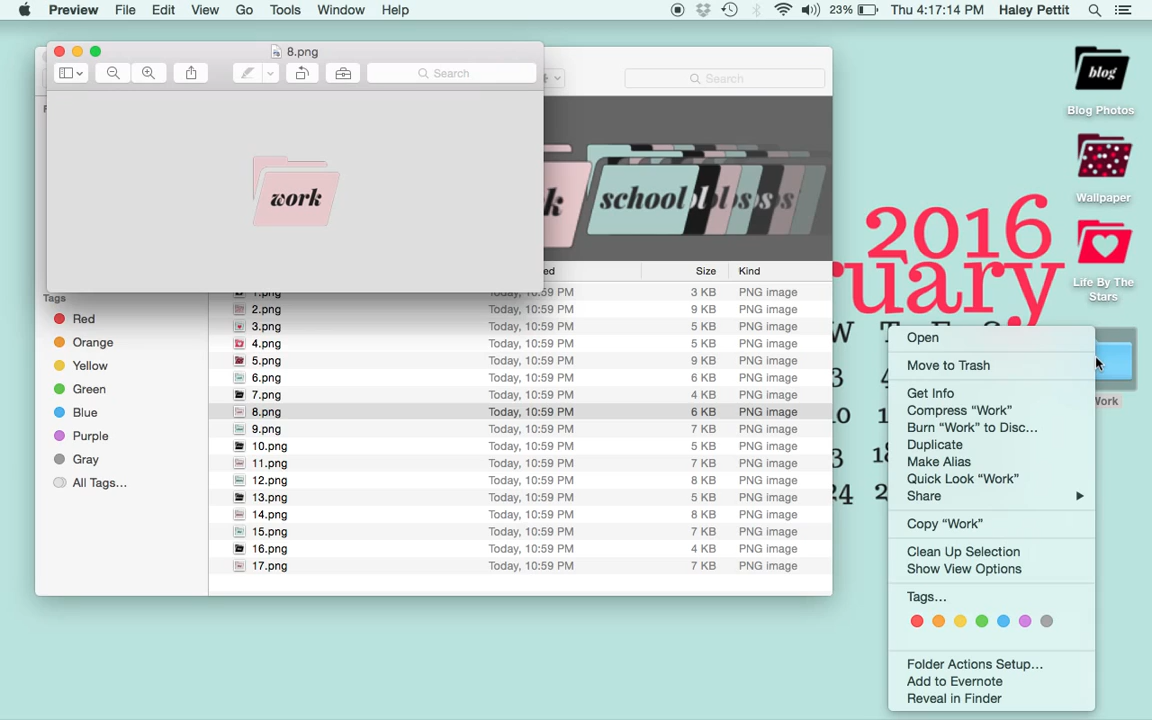 Preview File Edit View Go Tools Window Help 23% Thu 4:17:14 PM Haley Pettit
8.png
Search
Search
work
school
blog
Blog Photos
Wallpaper
Life By The
Stars
Work
2016
uary
W T F S
3 4
10 1
3 18
24 2
ed Size Kind
1.png Today, 10:59 PM 3 KB PNG image
2.png Today, 10:59 PM 9 KB PNG image
3.png Today, 10:59 PM 5 KB PNG image
4.png Today, 10:59 PM 5 KB PNG image
5.png Today, 10:59 PM 9 KB PNG image
6.png Today, 10:59 PM 6 KB PNG image
7.png Today, 10:59 PM 4 KB PNG image
8.png Today, 10:59 PM 6 KB PNG image
9.png Today, 10:59 PM 7 KB PNG image
10.png Today, 10:59 PM 5 KB PNG image
11.png Today, 10:59 PM 7 KB PNG image
12.png Today, 10:59 PM 8 KB PNG image
13.png Today, 10:59 PM 5 KB PNG image
14.png Today, 10:59 PM 8 KB PNG image
15.png Today, 10:59 PM 7 KB PNG image
16.png Today, 10:59 PM 4 KB PNG image
17.png Today, 10:59 PM 7 KB PNG image
Tags
Red
Orange
Yellow
Green
Blue
Purple
Gray
All Tags...
Open
Move to Trash
Get Info
Compress “Work”
Burn “Work” to Disc...
Duplicate
Make Alias
Quick Look “Work”
Share
Copy “Work”
Clean Up Selection
Show View Options
Tags...
Folder Actions Setup...
Add to Evernote
Reveal in Finder